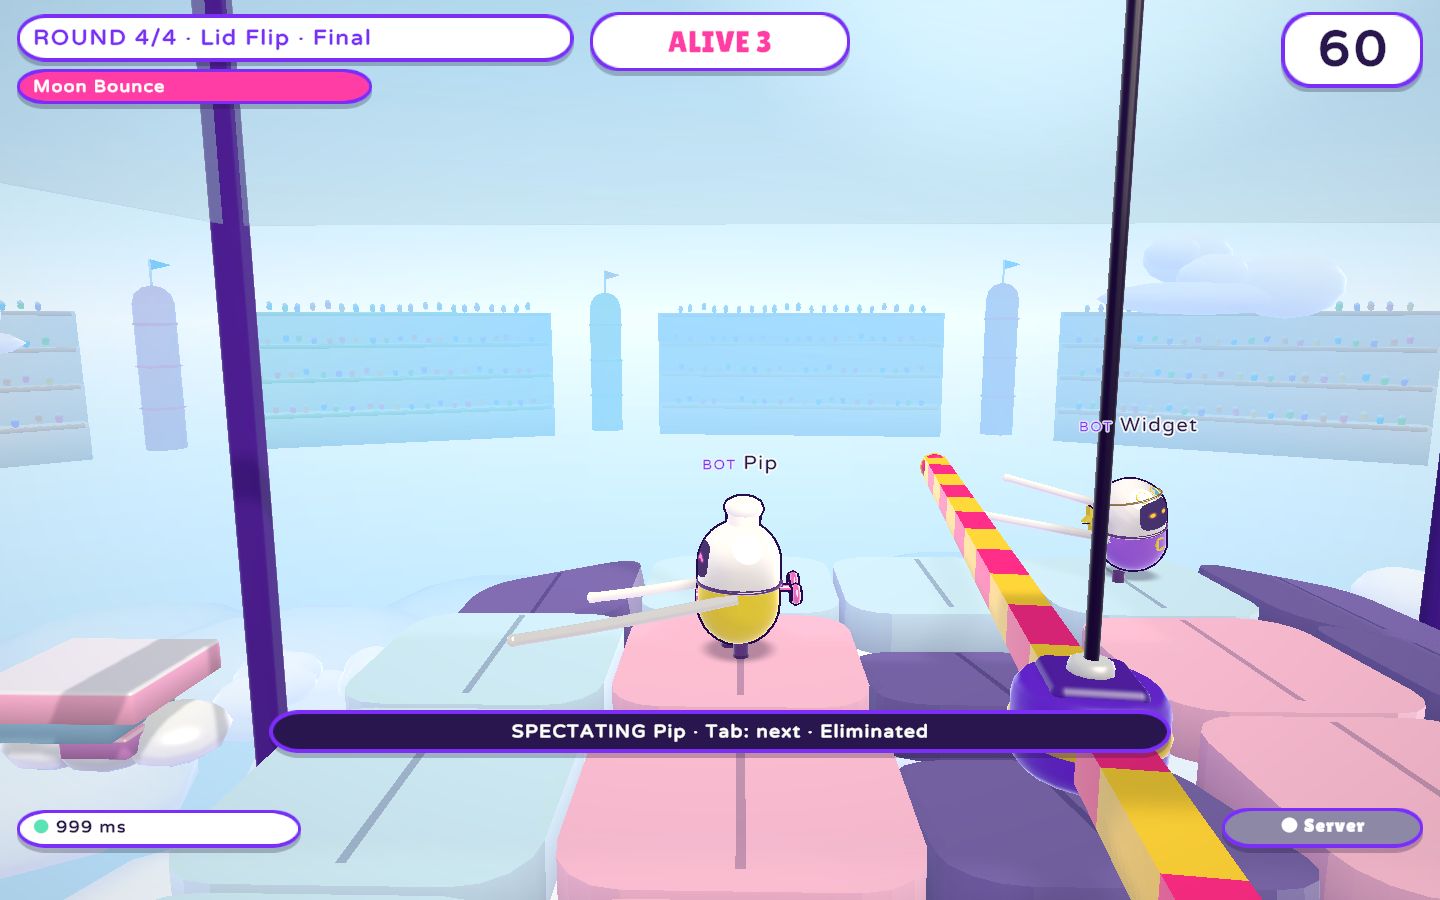 ROUND 4/4 · Lid Flip · Final
ALIVE 3
60
Moon Bounce
BOT Widget
BOT Pip
SPECTATING Pip · Tab: next · Eliminated
999 ms
Server